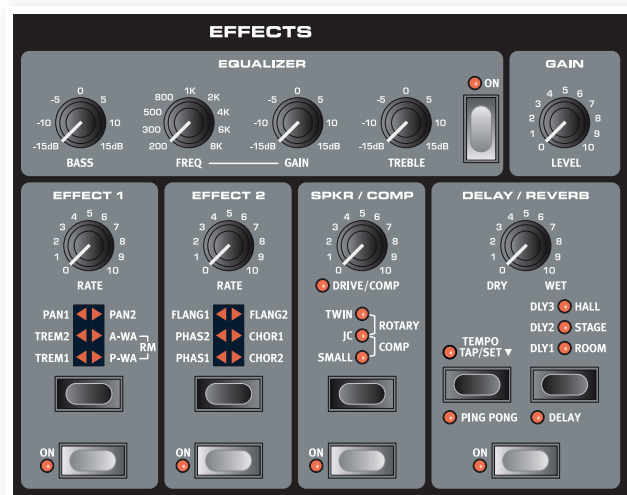 EFFECTS
EQUALIZER
GAIN
-15dB -10 -5 0 5 10 15dB
BASS
200 300 500 800 1K 2K 4K 6K 8K
FREQ
-15dB -10 -5 0 5 10 15dB
GAIN
-15dB -10 -5 0 5 10 15dB
TREBLE
ON
0 1 2 3 4 5 6 7 8 9 10
LEVEL
EFFECT 1
0 1 2 3 4 5 6 7 8 9 10
RATE
PAN1 PAN2
TREM2 A-WA
RM
TREM1 P-WA
ON
EFFECT 2
0 1 2 3 4 5 6 7 8 9 10
RATE
FLANG1 FLANG2
PHAS2 CHOR1
PHAS1 CHOR2
ON
SPKR / COMP
0 1 2 3 4 5 6 7 8 9 10
DRIVE/COMP
TWIN
ROTARY
JC
COMP
SMALL
ON
DELAY / REVERB
0 1 2 3 4 5 6 7 8 9 10
DRY WET
DLY3 HALL
DLY2 STAGE
DLY1 ROOM
TEMPO
TAP/SET ▼
PING PONG
DELAY
ON